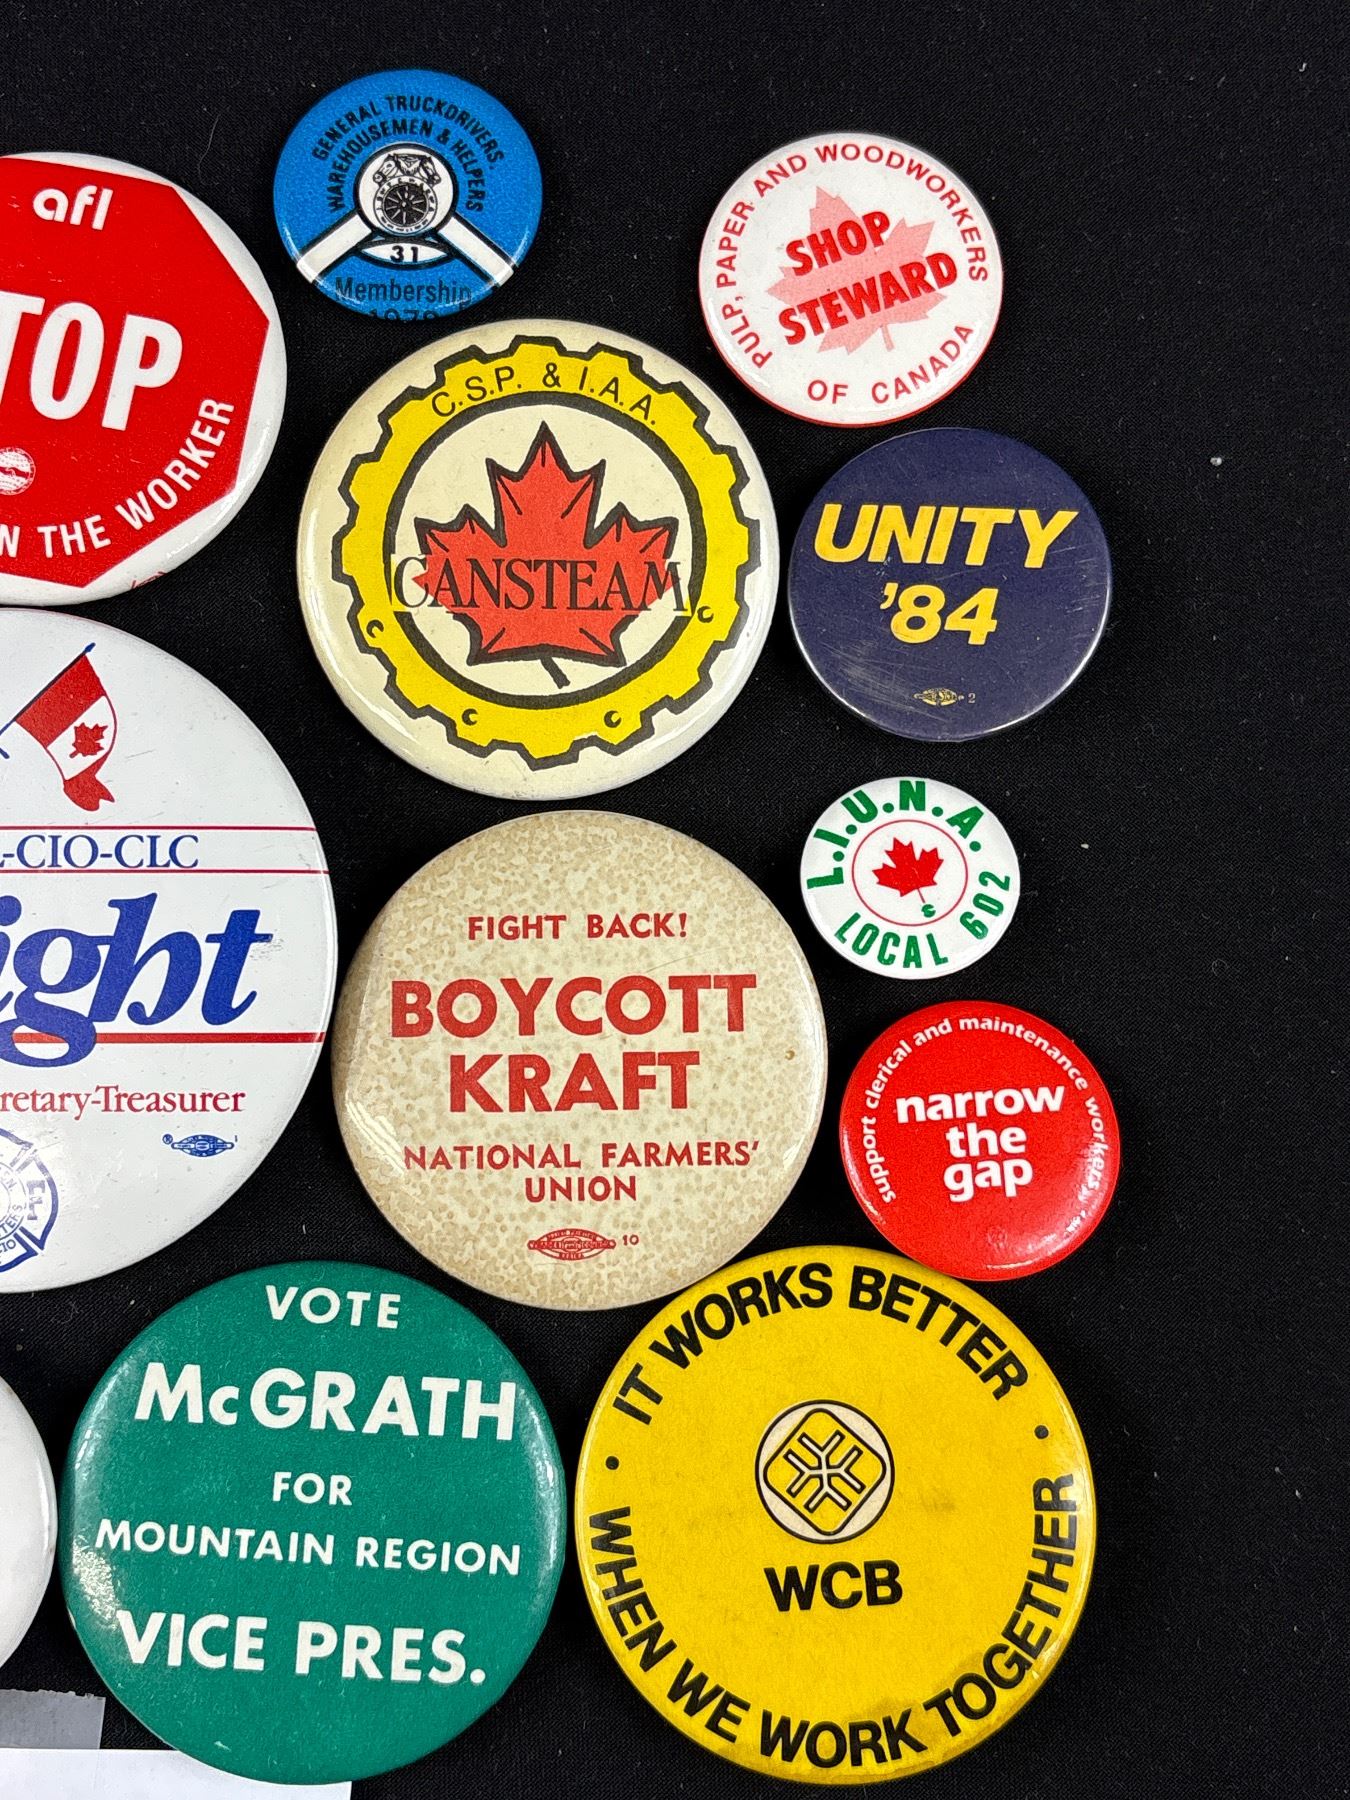 GENERAL TRUCKDRIVERS,
WAREHOUSEMEN & HELPERS
31
Membership
PULP, PAPER AND WOODWORKERS
OF CANADA
SHOP
STEWARD
afl
TOP
THE WORKER
C.S.P. & I.A.A.
CANSTEAM
UNITY
'84
2
-CIO-CLC
ight
retary-Treasurer
L.I.U.N.A.
LOCAL 602
FIGHT BACK!
BOYCOTT
KRAFT
NATIONAL FARMERS'
UNION
10
support clerical and maintenance workers
narrow
the
gap
VOTE
McGRATH
FOR
MOUNTAIN REGION
VICE PRES.
IT WORKS BETTER
WCB
WHEN WE WORK TOGETHER